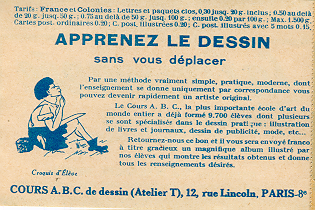 Tarifs : France et Colonies : Lettres et paquets clos, 0,30 jusq. 20 gr. inclus ; 0.50 au delà
de 20 gr. jusq. 50 g. ; 0.75 au delà de 50 gr. jusq. 100 g. : ensuite 0.20 par 100 g. ; Max. 1.500 g.
Cartes post. ordinaires 0.20 ; C. post. illustrées 0.20 ; C. post. illustrées avec 5 mots 0.15.
APPRENEZ LE DESSIN
sans vous déplacer
Par une méthode vraiment simple, pratique, moderne, dont
l'enseignement se donne uniquement par correspondance vous
pouvez devenir rapidement un artiste original.
Le Cours A. B. C., la plus importante école d'art du
monde entier a déjà formé 9.700 élèves dont plusieurs
se sont spécialisés dans le dessin pratique : illustration
de livres et journaux, dessin de publicité, mode, etc...
Retournez-nous ce bon et il vous sera envoyé franco
à titre gracieux un magnifique album illustré par
nos élèves qui montre les résultats obtenus et donne
tous les renseignements désirés.
Croquis d'Élève
COURS A.B.C. de dessin (Atelier T), 12, rue Lincoln, PARIS-8e